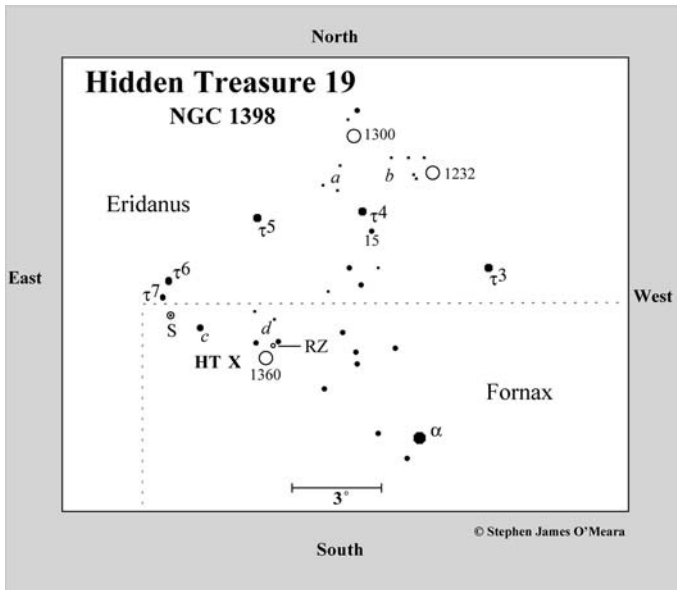 North
Hidden Treasure 19
NGC 1398
1300
a
b
1232
Eridanus
τ4
τ5
15
East
τ6
τ3
τ7
West
S
c
d
RZ
HT X
1360
Fornax
α
3°
© Stephen James O'Meara
South